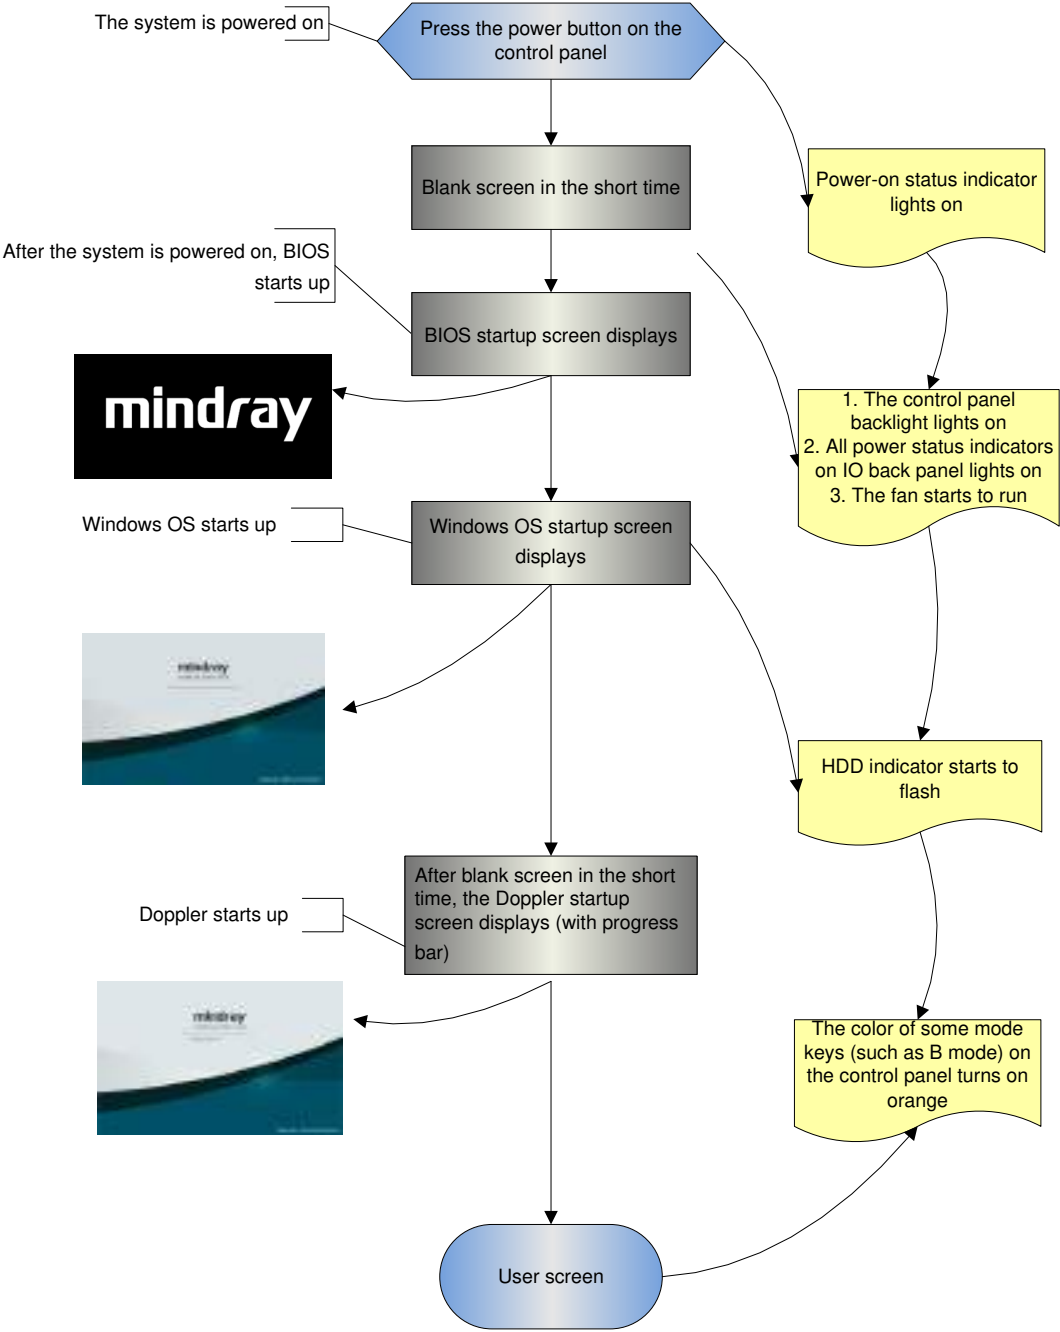 The system is powered on
Press the power button on the
control panel
Blank screen in the short time
Power-on status indicator
lights on
After the system is powered on, BIOS
starts up
BIOS startup screen displays
mindray
1. The control panel
backlight lights on
2. All power status indicators
on IO back panel lights on
3. The fan starts to run
Windows OS starts up
Windows OS startup screen
displays
mindray
HDD indicator starts to
flash
After blank screen in the short
time, the Doppler startup
screen displays (with progress
bar)
Doppler starts up
mindray
The color of some mode
keys (such as B mode) on
the control panel turns on
orange
User screen